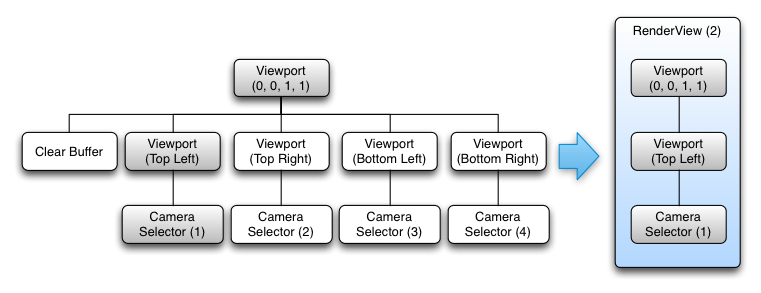 Viewport
(0, 0, 1, 1)
Clear Buffer
Viewport
(Top Left)
Viewport
(Top Right)
Viewport
(Bottom Left)
Viewport
(Bottom Right)
Camera
Selector (1)
Camera
Selector (2)
Camera
Selector (3)
Camera
Selector (4)
RenderView (2)
Viewport
(0, 0, 1, 1)
Viewport
(Top Left)
Camera
Selector (1)